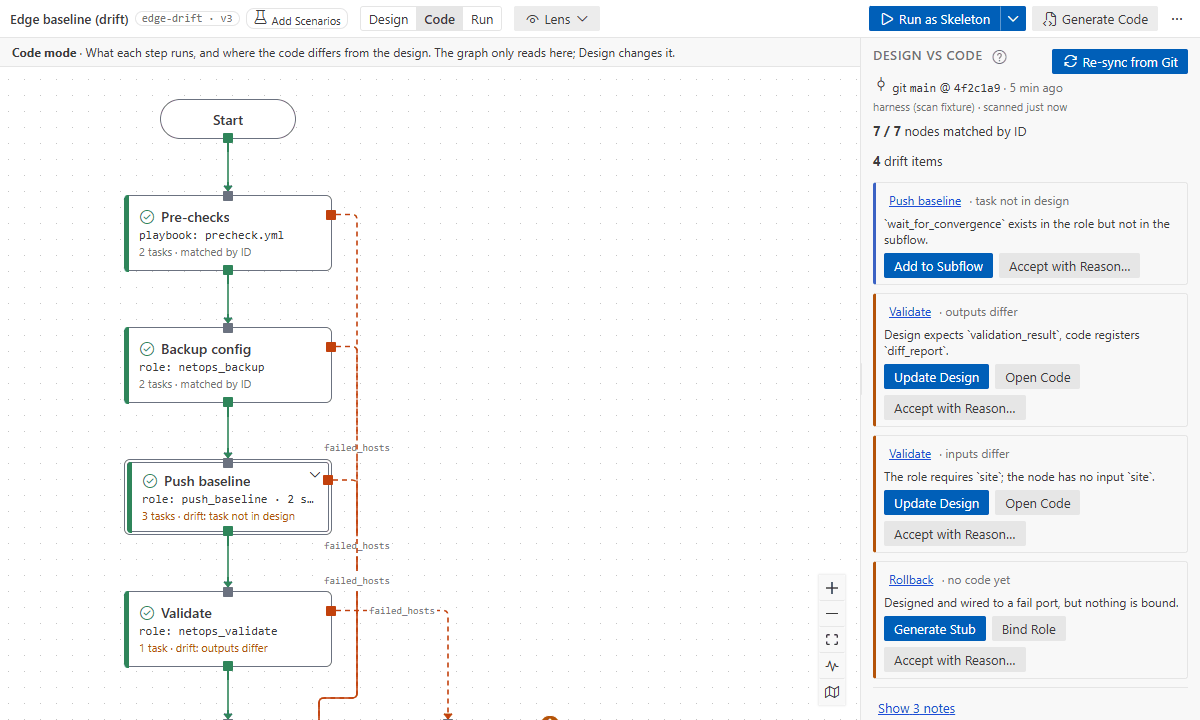 Edge baseline (drift) edge-drift · v3 Add Scenarios Design Code Run Lens Run as Skeleton Generate Code ···
Code mode · What each step runs, and where the code differs from the design. The graph only reads here; Design changes it.
Start
Pre-checks
playbook: precheck.yml
2 tasks · matched by ID
Backup config
role: netops_backup
2 tasks · matched by ID
failed_hosts
Push baseline
role: push_baseline · 2 s…
3 tasks · drift: task not in design
failed_hosts
failed_hosts
Validate
role: netops_validate
1 task · drift: outputs differ
failed_hosts
DESIGN VS CODE ?
Re-sync from Git
git main @ 4f2c1a9 · 5 min ago
harness (scan fixture) · scanned just now
7 / 7 nodes matched by ID
4 drift items
Push baseline · task not in design
`wait_for_convergence` exists in the role but not in the
subflow.
Add to Subflow Accept with Reason...
Validate · outputs differ
Design expects `validation_result`, code registers
`diff_report`.
Update Design Open Code
Accept with Reason...
Validate · inputs differ
The role requires `site`; the node has no input `site`.
Update Design Open Code
Accept with Reason...
Rollback · no code yet
Designed and wired to a fail port, but nothing is bound.
Generate Stub Bind Role
Accept with Reason...
Show 3 notes